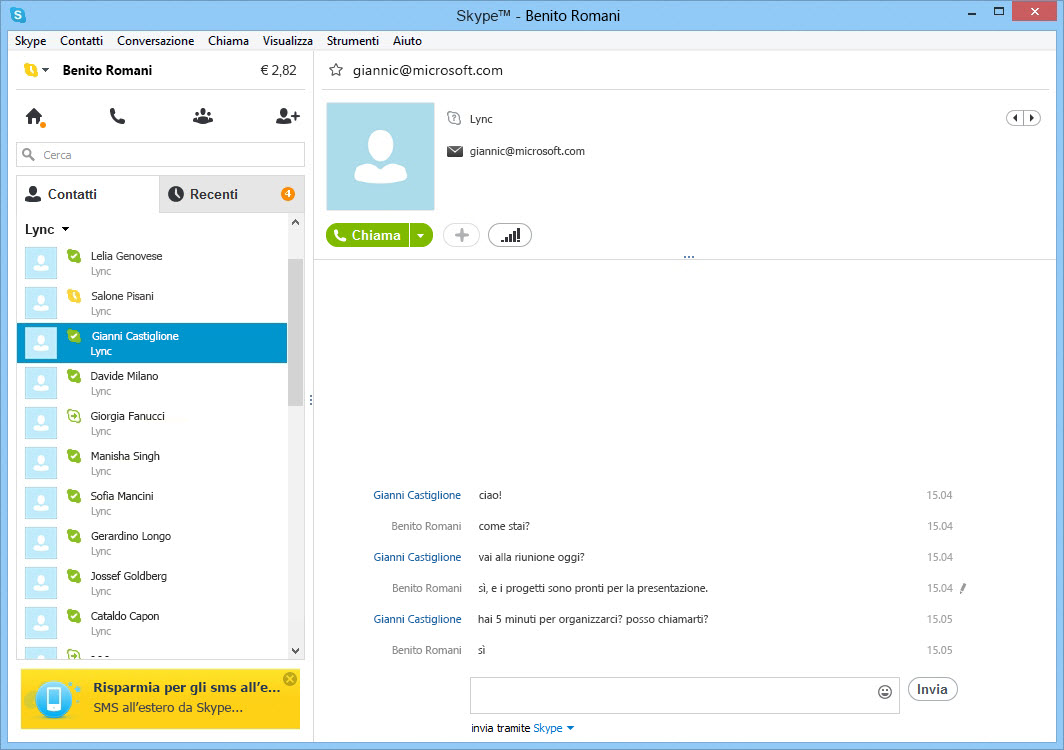 Skype™ - Benito Romani
Skype Contatti Conversazione Chiama Visualizza Strumenti Aiuto
Benito Romani € 2,82
Cerca
Contatti
Recenti 4
Lync
Lelia Genovese
Lync
Salone Pisani
Lync
Gianni Castiglione
Lync
Davide Milano
Lync
Giorgia Fanucci
Lync
Manisha Singh
Lync
Sofia Mancini
Lync
Gerardino Longo
Lync
Jossef Goldberg
Lync
Cataldo Capon
Lync
Risparmia per gli sms all’e...
SMS all’estero da Skype...
giannic@microsoft.com
Lync
giannic@microsoft.com
Chiama
Gianni Castiglione ciao! 15.04
Benito Romani come stai? 15.04
Gianni Castiglione vai alla riunione oggi? 15.04
Benito Romani sì, e i progetti sono pronti per la presentazione. 15.04
Gianni Castiglione hai 5 minuti per organizzarci? posso chiamarti? 15.05
Benito Romani sì 15.05
Invia
invia tramite Skype